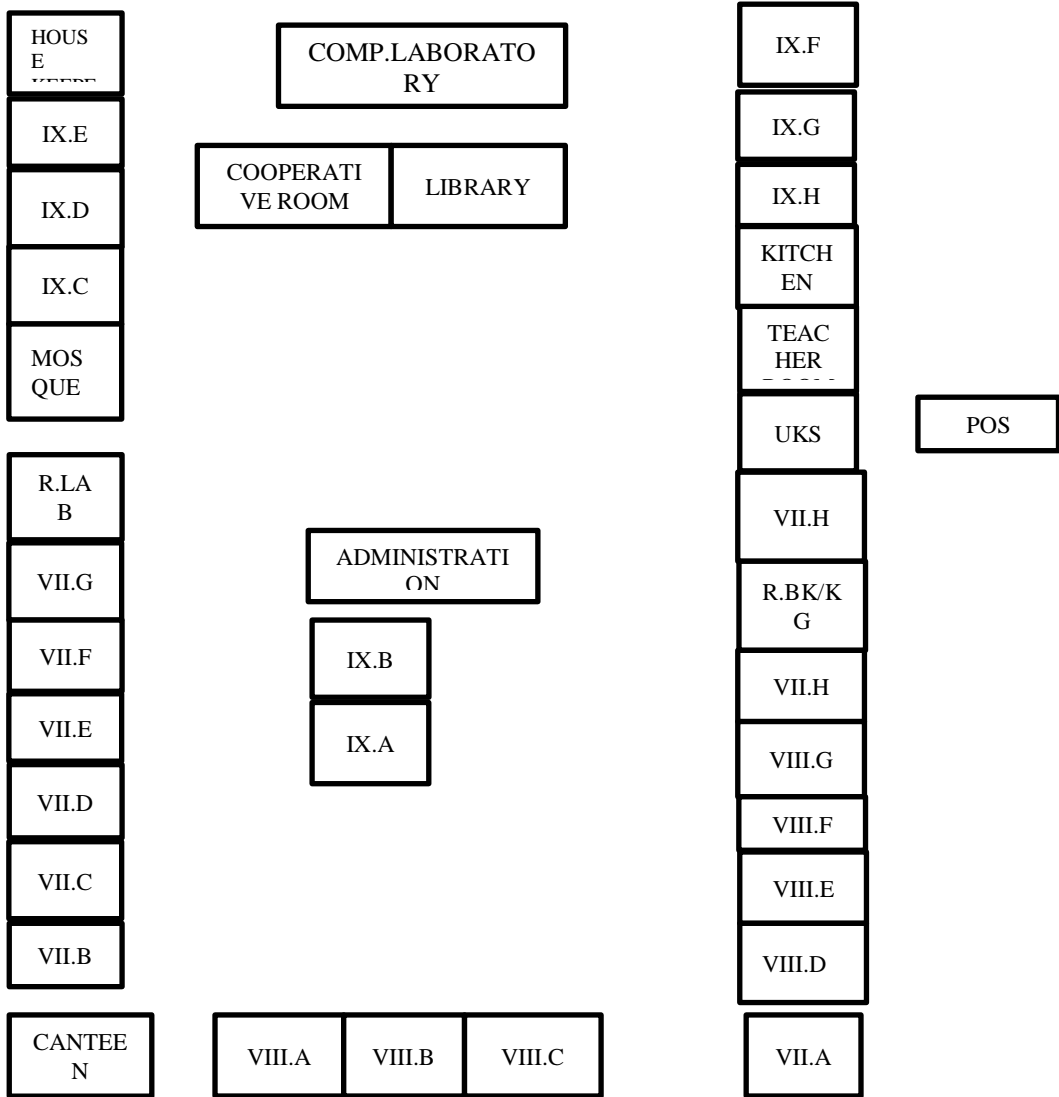 HOUS
E
IX.E
IX.D
IX.C
MOS
QUE
R.LA
B
VII.G
VII.F
VII.E
VII.D
VII.C
VII.B
CANTEE
N
COMP.LABORATO
RY
COOPERATI
VE ROOM
LIBRARY
ADMINISTRATI
ON
IX.B
IX.A
VIII.A
VIII.B
VIII.C
IX.F
IX.G
IX.H
KITCH
EN
TEAC
HER
UKS
VII.H
R.BK/K
G
VII.H
VIII.G
VIII.F
VIII.E
VIII.D
VII.A
POS